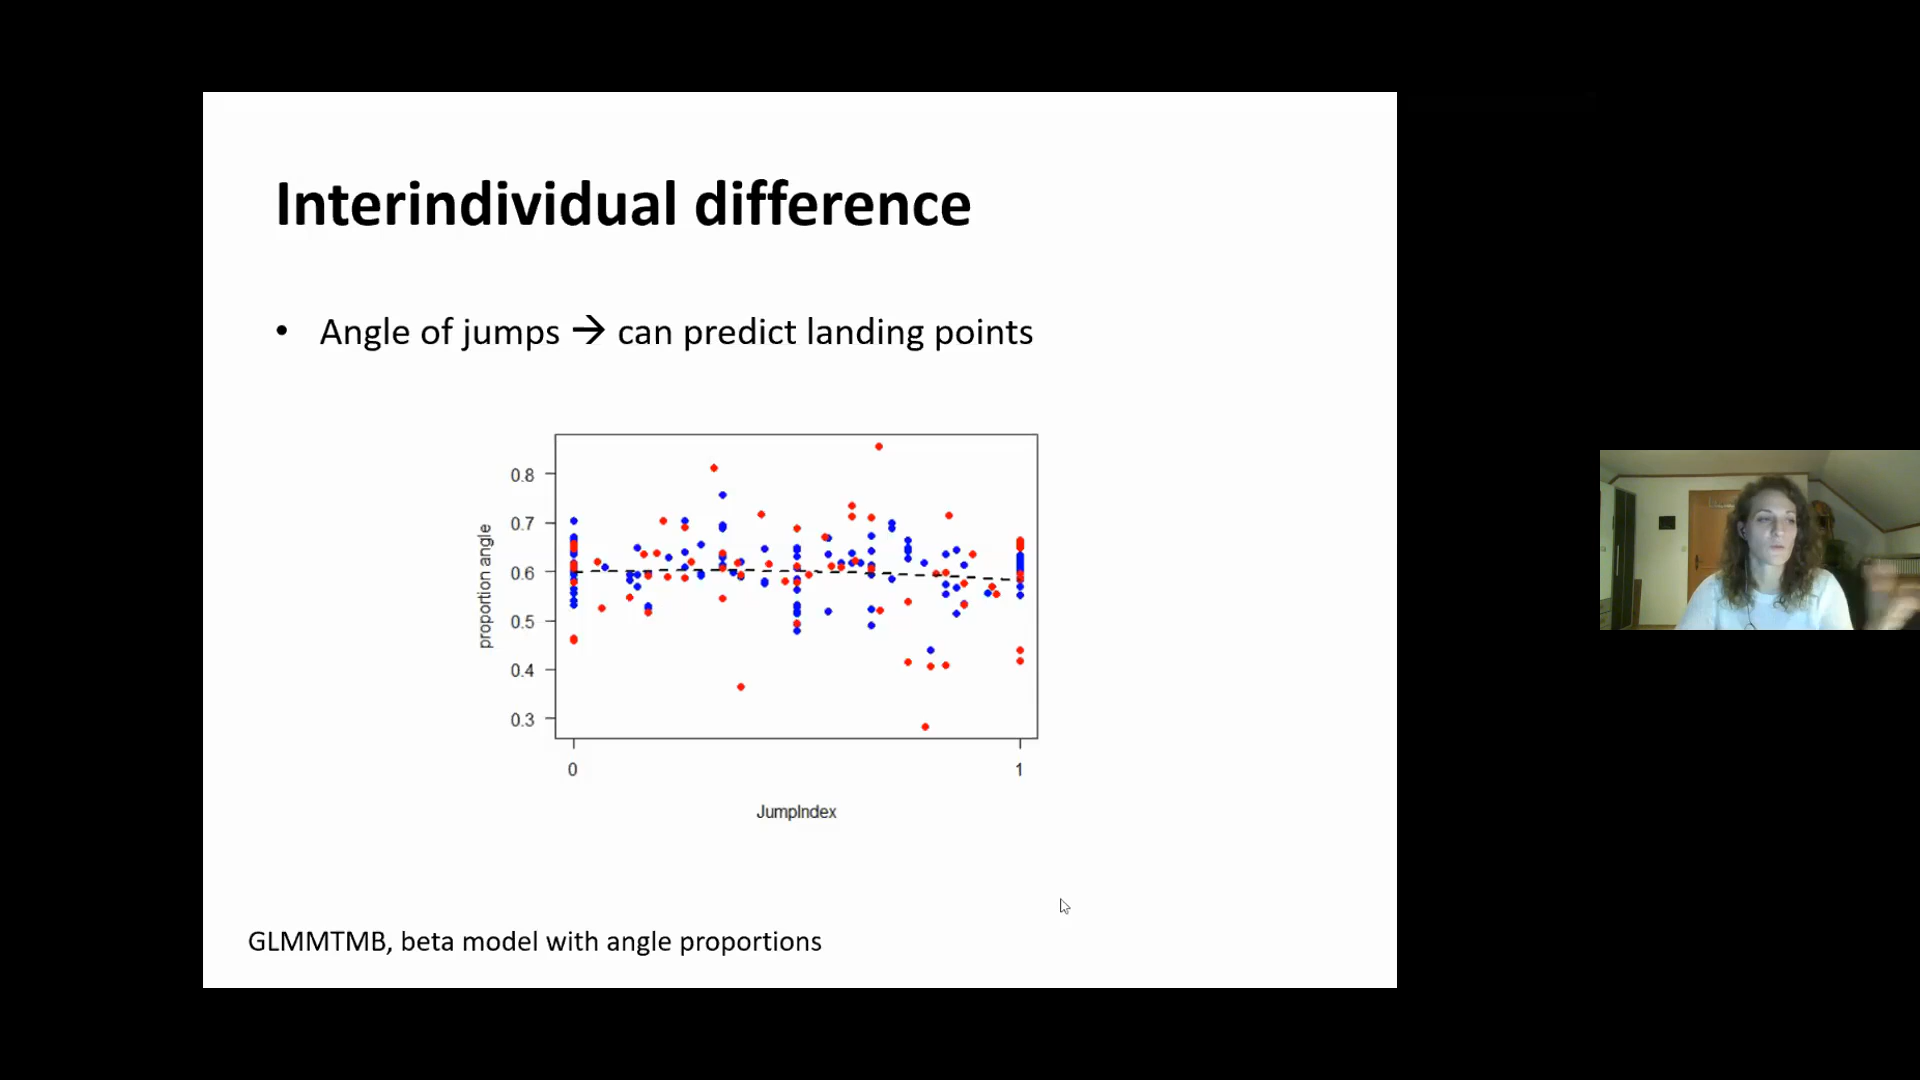 Interindividual difference
• Angle of jumps → can predict landing points
proportion angle
0.8
0.7
0.6
0.5
0.4
0.3
0
1
JumpIndex
GLMMTMB, beta model with angle proportions